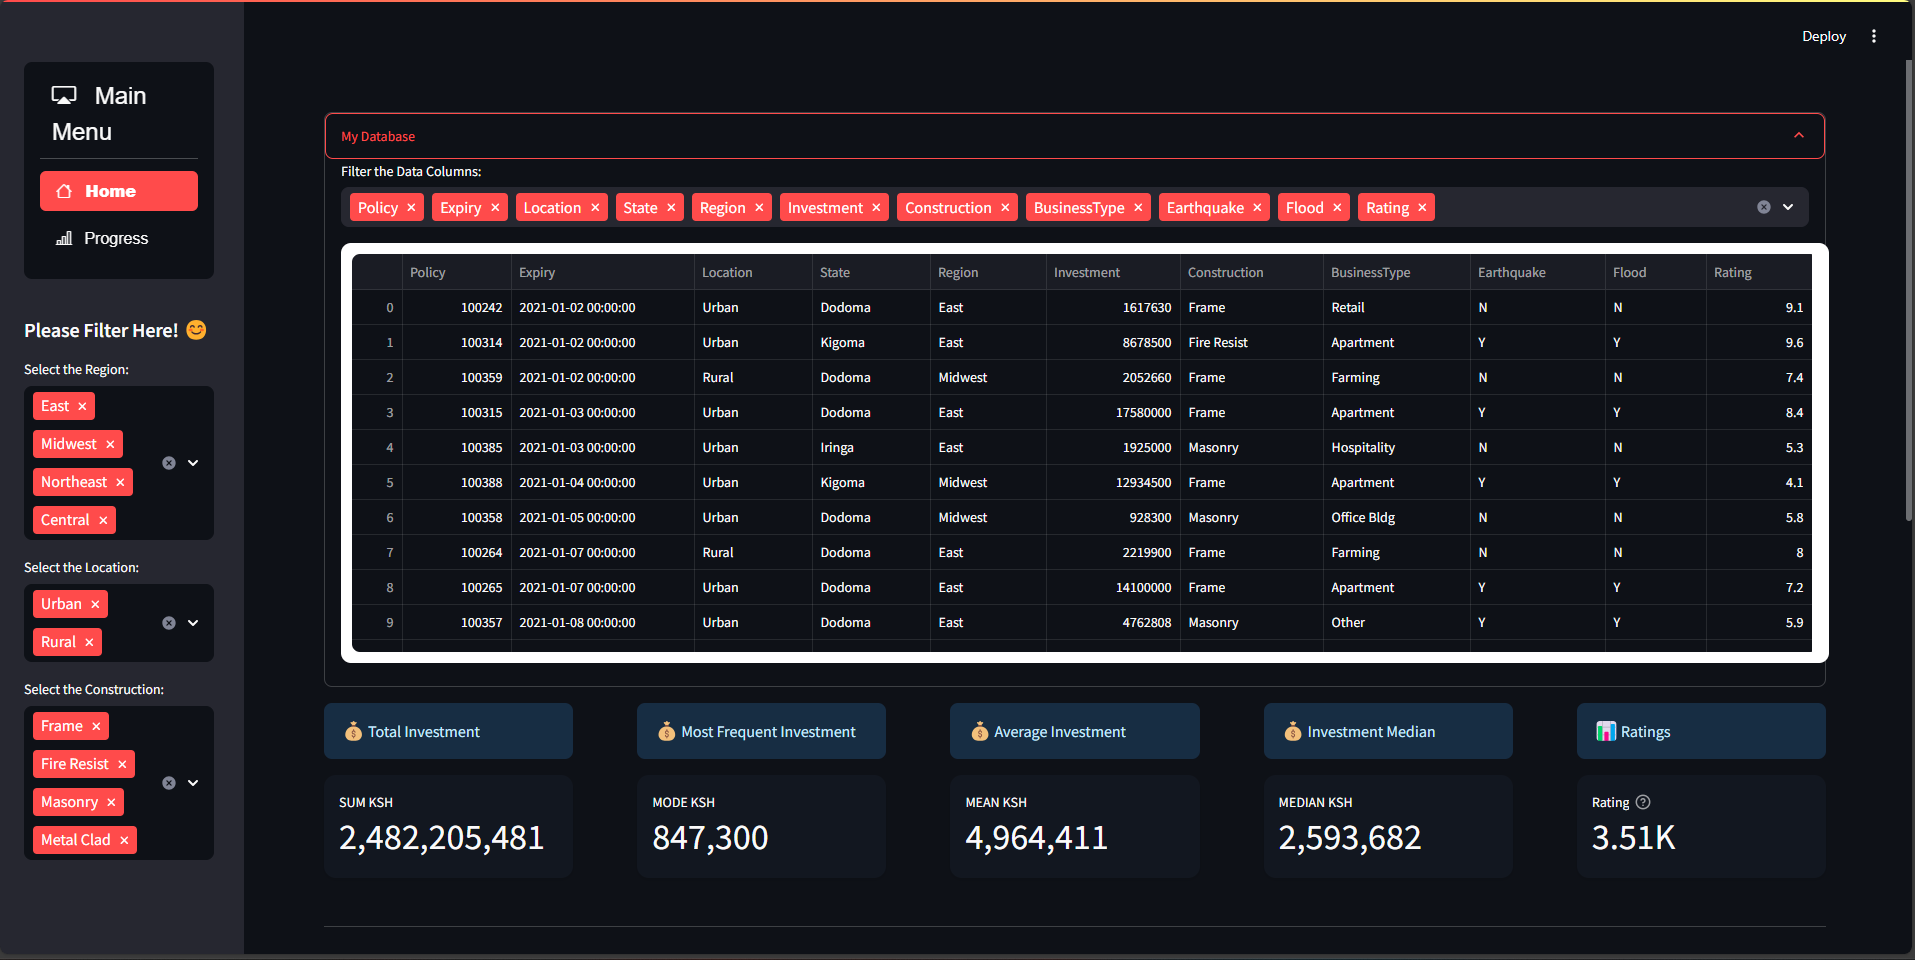 Deploy
Main
Menu
Home
Progress
Please Filter Here! 😊
Select the Region:
East
Midwest
Northeast
Central
Select the Location:
Urban
Rural
Select the Construction:
Frame
Fire Resist
Masonry
Metal Clad
My Database
Filter the Data Columns:
Policy Expiry Location State Region Investment Construction BusinessType Earthquake Flood Rating
Policy Expiry Location State Region Investment Construction BusinessType Earthquake Flood Rating
0 100242 2021-01-02 00:00:00 Urban Dodoma East 1617630 Frame Retail N N 9.1
1 100314 2021-01-02 00:00:00 Urban Kigoma East 8678500 Fire Resist Apartment Y Y 9.6
2 100359 2021-01-02 00:00:00 Rural Dodoma Midwest 2052660 Frame Farming N N 7.4
3 100315 2021-01-03 00:00:00 Urban Dodoma East 17580000 Frame Apartment Y Y 8.4
4 100385 2021-01-03 00:00:00 Urban Iringa East 1925000 Masonry Hospitality N N 5.3
5 100388 2021-01-04 00:00:00 Urban Kigoma Midwest 12934500 Frame Apartment Y Y 4.1
6 100358 2021-01-05 00:00:00 Urban Dodoma Midwest 928300 Masonry Office Bldg N N 5.8
7 100264 2021-01-07 00:00:00 Rural Dodoma East 2219900 Frame Farming N N 8
8 100265 2021-01-07 00:00:00 Urban Dodoma East 14100000 Frame Apartment Y Y 7.2
9 100357 2021-01-08 00:00:00 Urban Dodoma East 4762808 Masonry Other Y Y 5.9
Total Investment
SUM KSH
2,482,205,481
Most Frequent Investment
MODE KSH
847,300
Average Investment
MEAN KSH
4,964,411
Investment Median
MEDIAN KSH
2,593,682
Ratings
Rating
3.51K